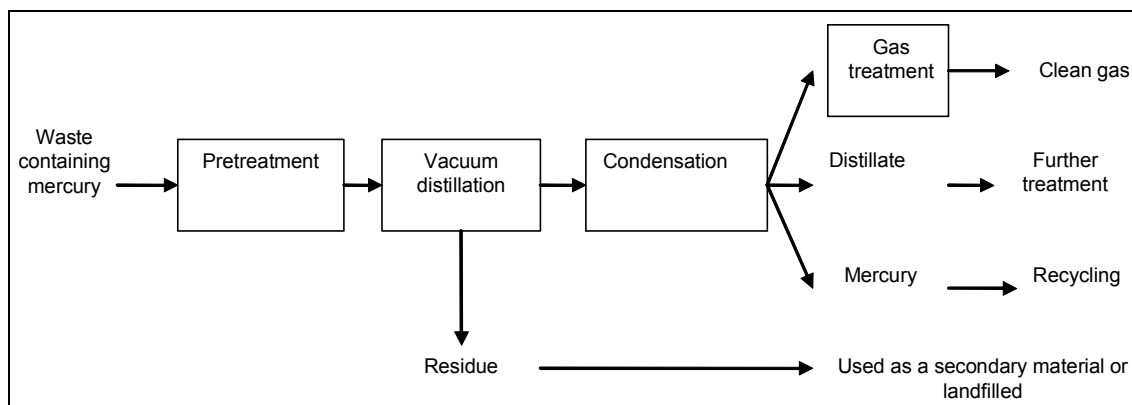 Waste
containing
mercury
Pretreatment
Vacuum
distillation
Condensation
Gas
treatment
Clean gas
Distillate
Further
treatment
Mercury
Recycling
Residue
Used as a secondary material or
landfilled